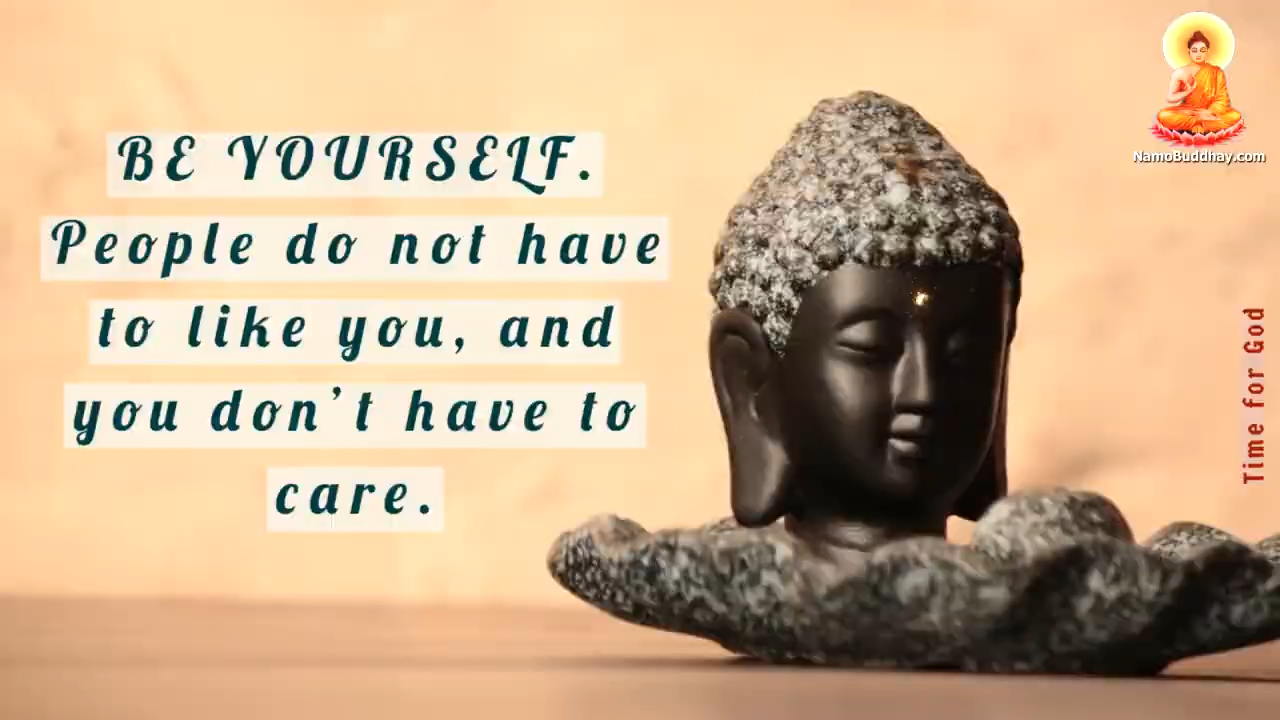 BE YOURSELF.
People do not have
to like you, and
you don't have to
care.
NamoBuddhay.com
Time for God